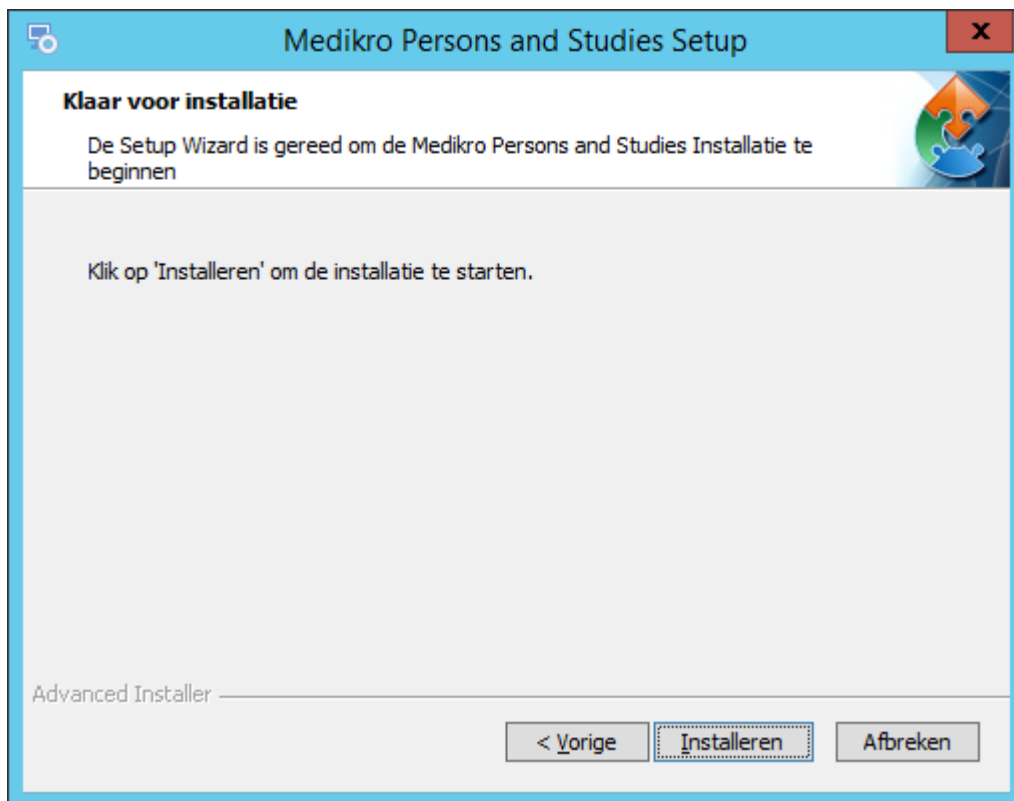 Medikro Persons and Studies Setup
x
Klaar voor installatie
De Setup Wizard is gereed om de Medikro Persons and Studies Installatie te
beginnen
Klik op 'Installeren' om de installatie te starten.
Advanced Installer
< Vorige
Installeren
Afbreken